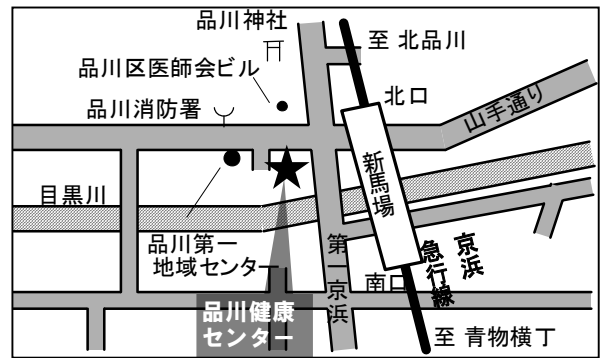 品川神社
至 北品川
品川区医師会ビル
北口
品川消防署
山手通り
新馬場
目黒川
品川第一
地域センター
第一京浜
京浜
急行線
南口
品川健康
センター
至 青物横丁